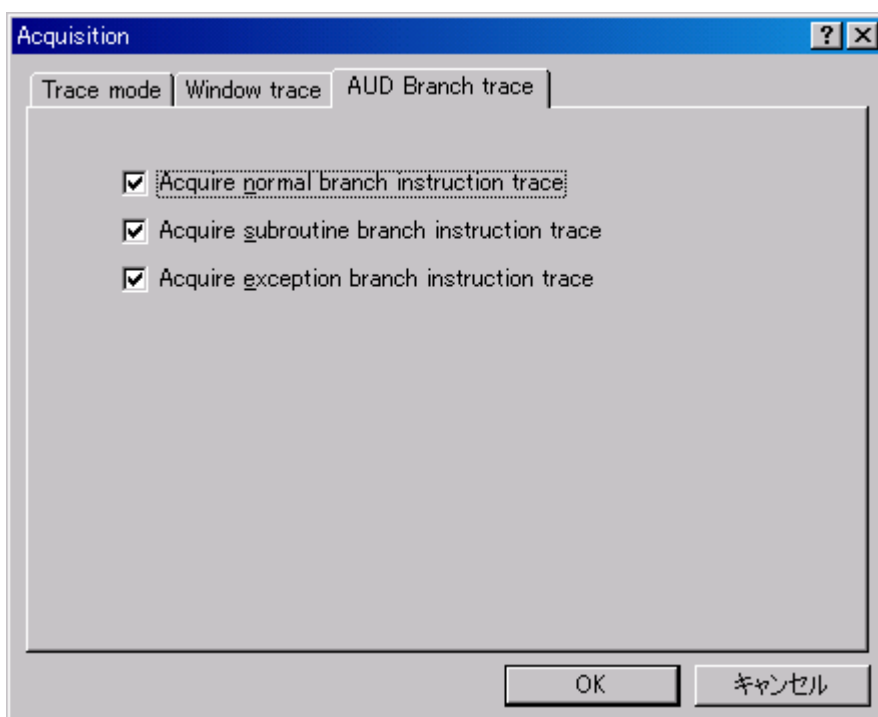 Acquisition
Trace mode Window trace AUD Branch trace
Acquire normal branch instruction trace
Acquire subroutine branch instruction trace
Acquire exception branch instruction trace
OK キャンセル